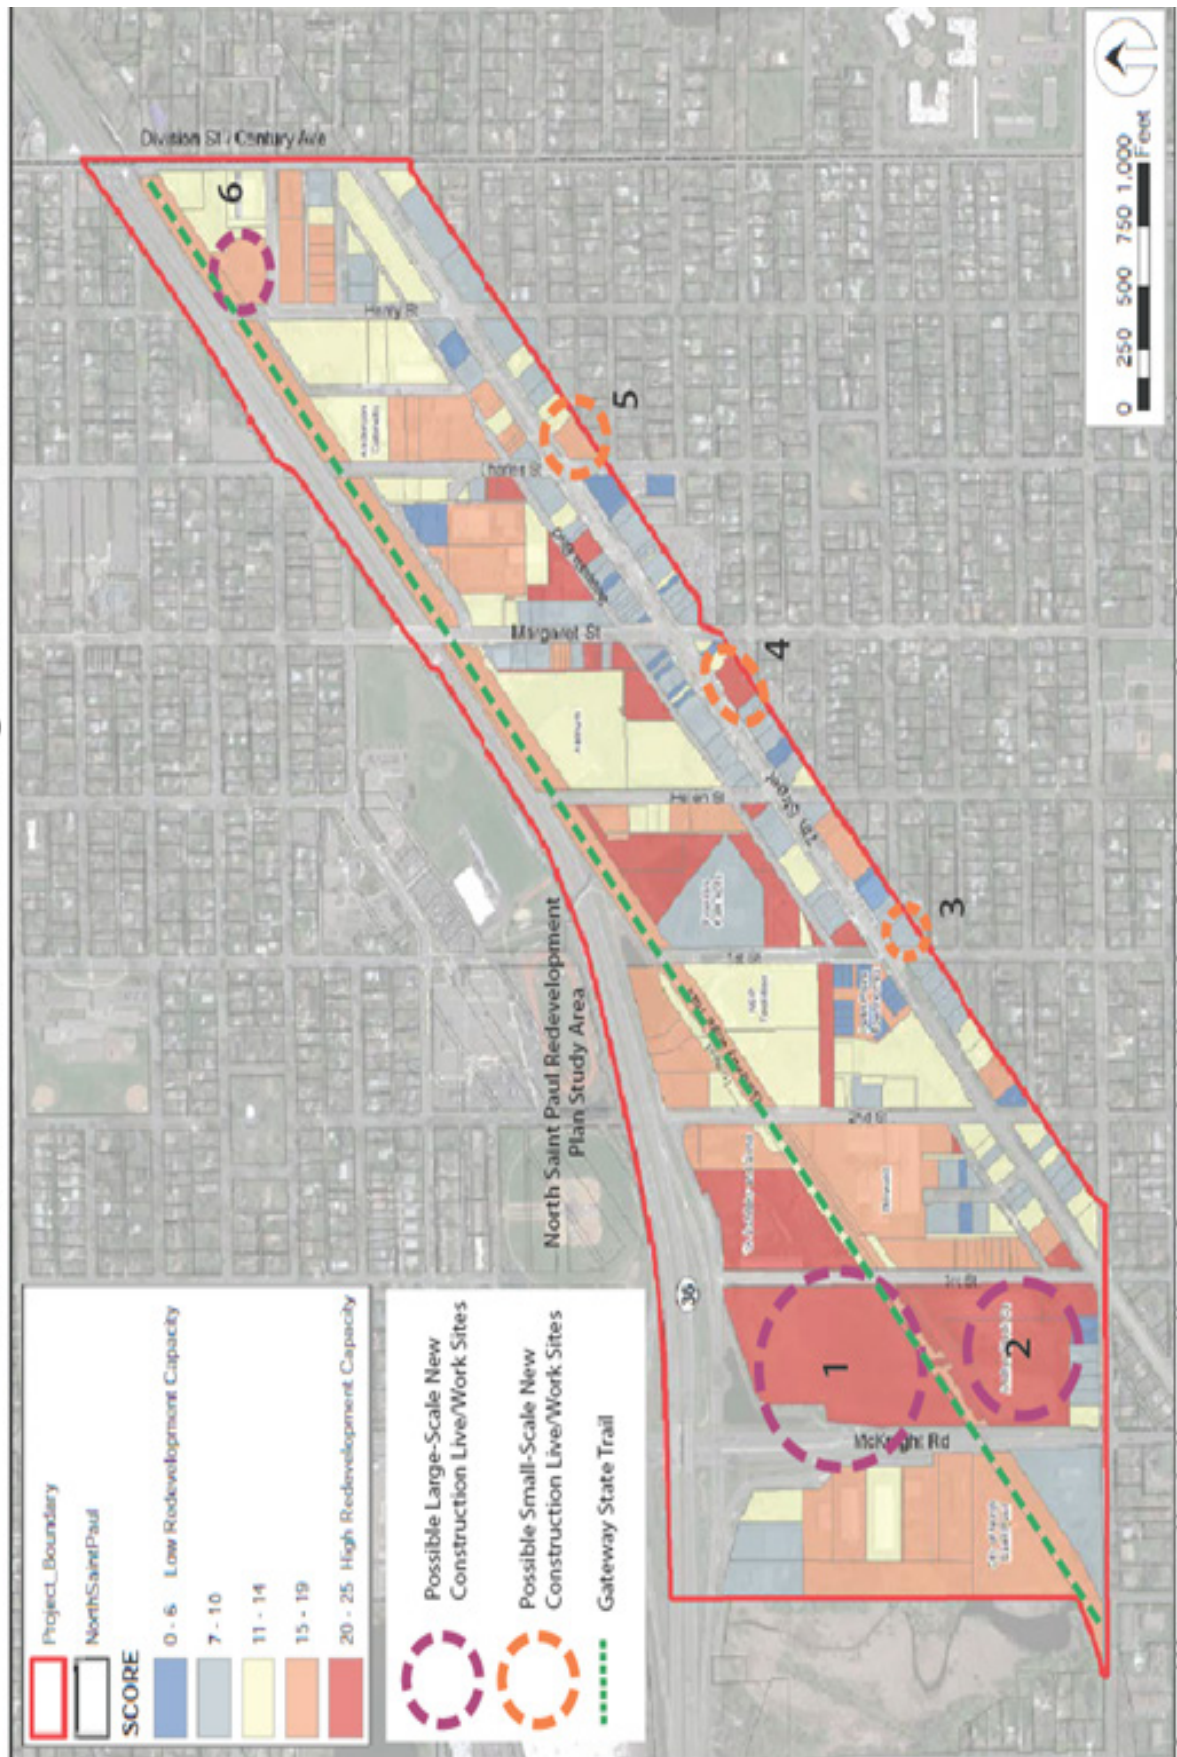 Project_Boundary
NorthSaintPaul
SCORE
0 - 6 Low Redevelopment Capacity
7 - 10
11 - 14
15 - 19
20 - 25 High Redevelopment Capacity
Possible Large-Scale New
Construction Live/Work Sites
Possible Small-Scale New
Construction Live/Work Sites
Gateway State Trail
North Saint Paul Redevelopment
Plan Study Area
36
Division St / Century Ave
Henry St
Charles St
Margaret St
Helen St
7th Street
1st St
2nd St
3rd St
McKnight Rd
1
2
3
4
5
6
0 250 500 750 1,000
Feet